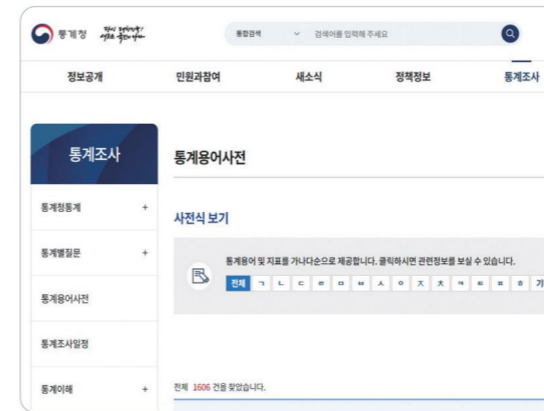 통계청
통합검색 검색어를 입력해 주세요
정보공개 민원과참여 새소식 정책정보 통계조사
통계조사
통계청통계 +
통계별질문 +
통계용어사전
통계조사일정
통계이해 +
통계용어사전
사전식 보기
통계용어 및 지표를 가나다순으로 제공합니다. 클릭하시면 관련정보를 보실 수 있습니다.
전체 ㄱ ㄴ ㄷ ㄹ ㅁ ㅂ ㅅ ㅇ ㅈ ㅊ ㅋ ㅌ ㅍ ㅎ
전체 1606 건을 찾았습니다.